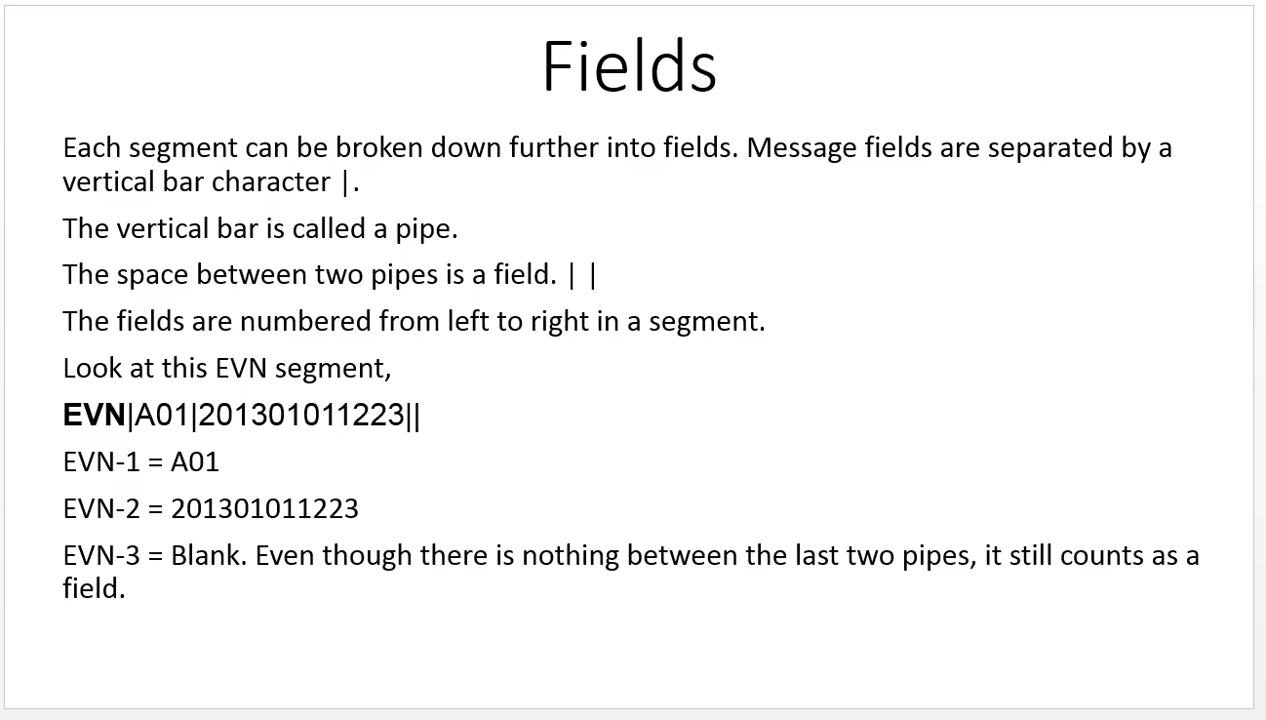 Fields
Each segment can be broken down further into fields. Message fields are separated by a
vertical bar character |.
The vertical bar is called a pipe.
The space between two pipes is a field. | |
The fields are numbered from left to right in a segment.
Look at this EVN segment,
EVN|A01|201301011223||
EVN-1 = A01
EVN-2 = 201301011223
EVN-3 = Blank. Even though there is nothing between the last two pipes, it still counts as a
field.